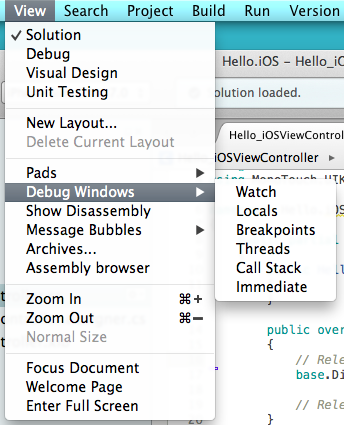 View Search Project Build Run Version
✓ Solution
Debug
Visual Design
Unit Testing
New Layout...
Delete Current Layout
Pads
Debug Windows
Show Disassembly
Message Bubbles
Archives...
Assembly browser
Zoom In ⌘+
Zoom Out ⌘−
Normal Size
Focus Document
Welcome Page
Enter Full Screen
Watch
Locals
Breakpoints
Threads
Call Stack
Immediate
Hello.iOS – Hello_i
olution loaded.
Hello_iOSViewControl
iOSViewController
}
public over
{
// Rele
base.Di
// Rele
}